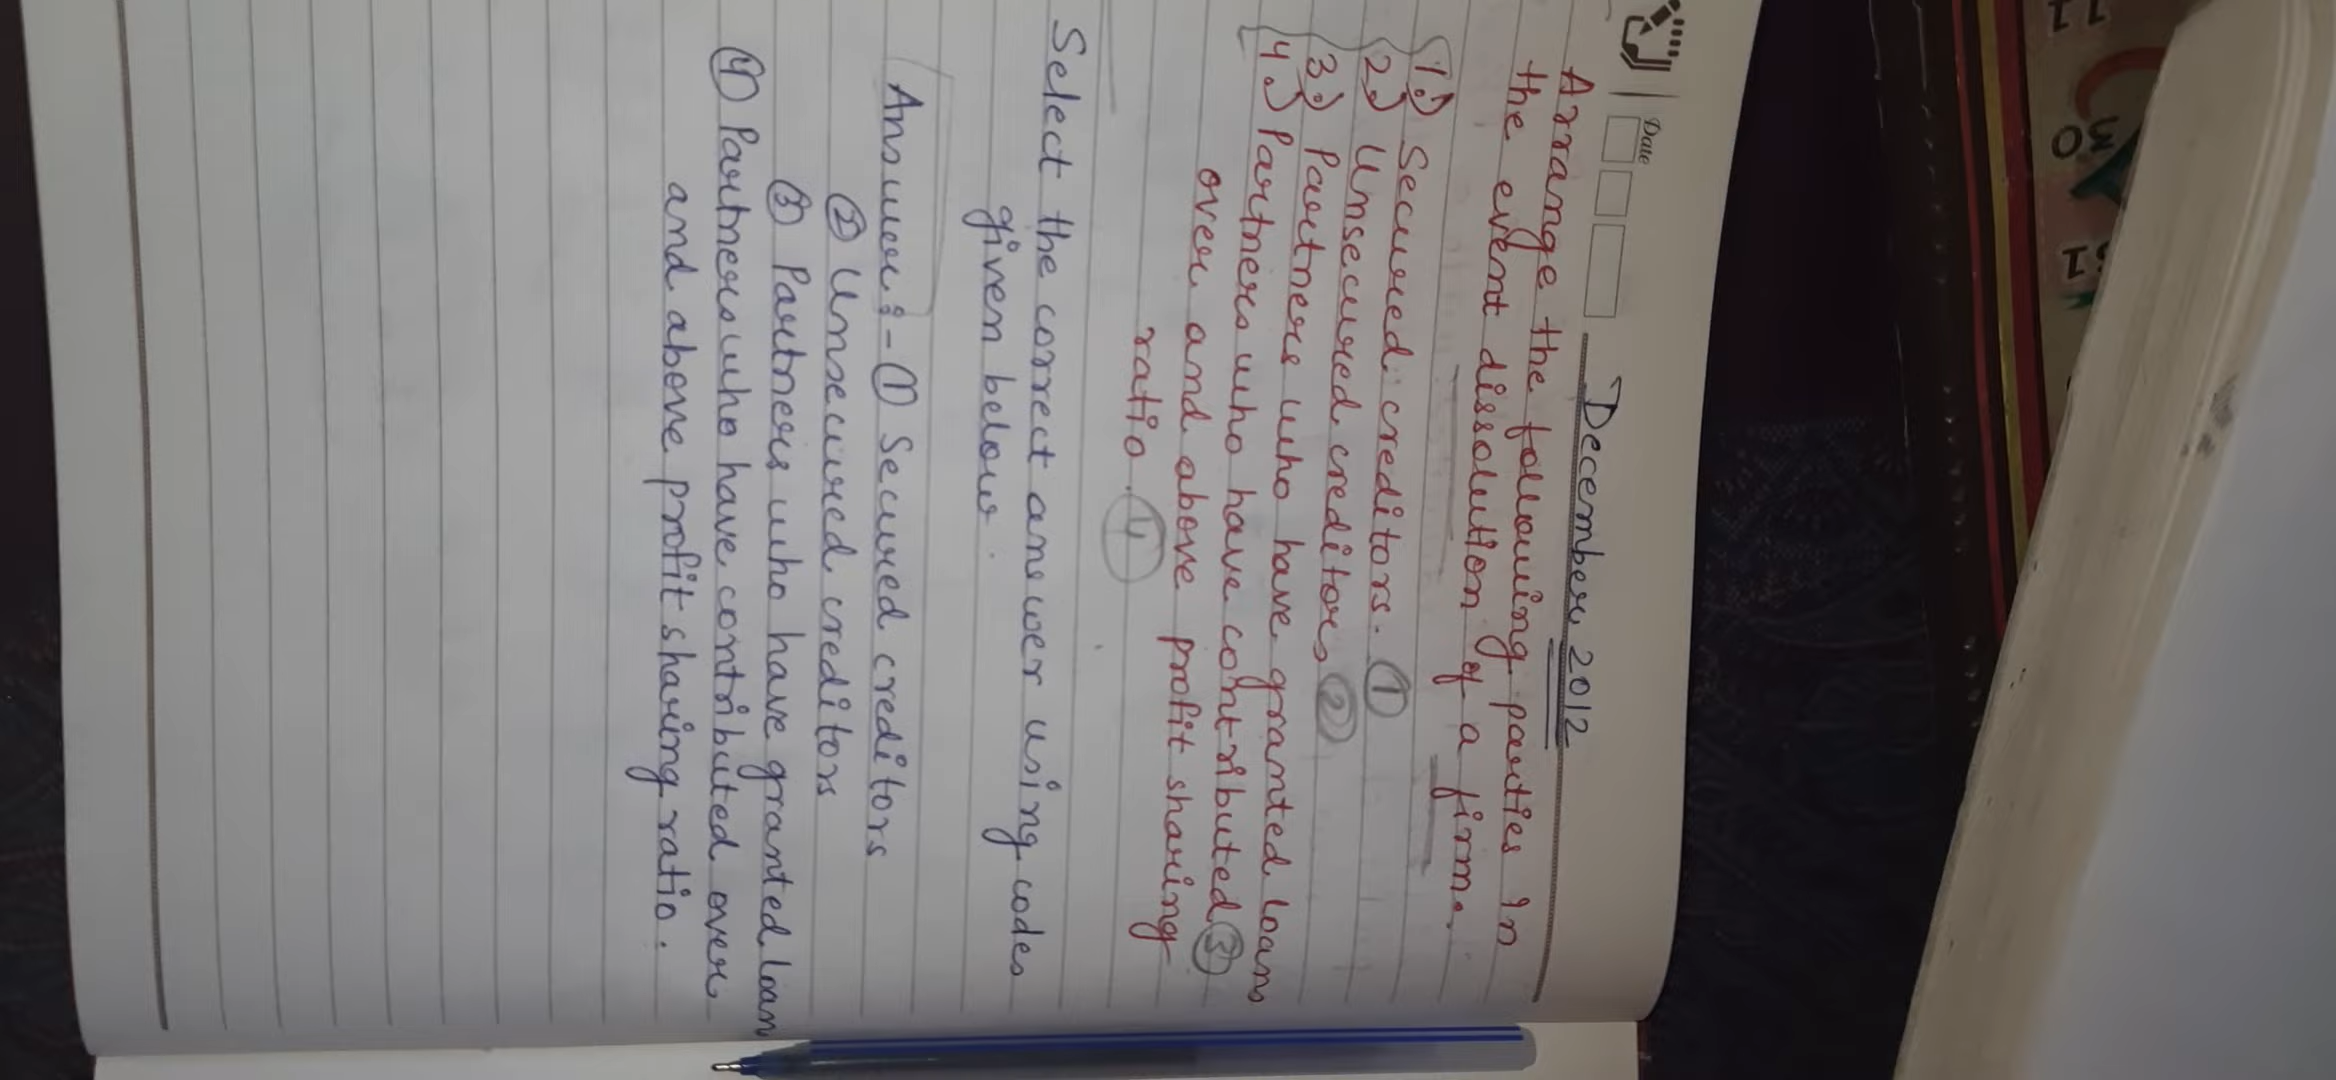 Date
December 2012
Arrange the following parties in
the event dissolution of a firm.
1.) Secured creditors. ①
2.) Unsecured creditors ②
3.) Partners who have granted loans
4.) Partners who have contributed ③
over and above profit sharing
ratio. ④
Select the correct answer using codes
given below.
Answer:- ① Secured creditors
② Unsecured creditors
③ Partners who have granted loan
④ Partners who have contributed over
and above profit sharing ratio.